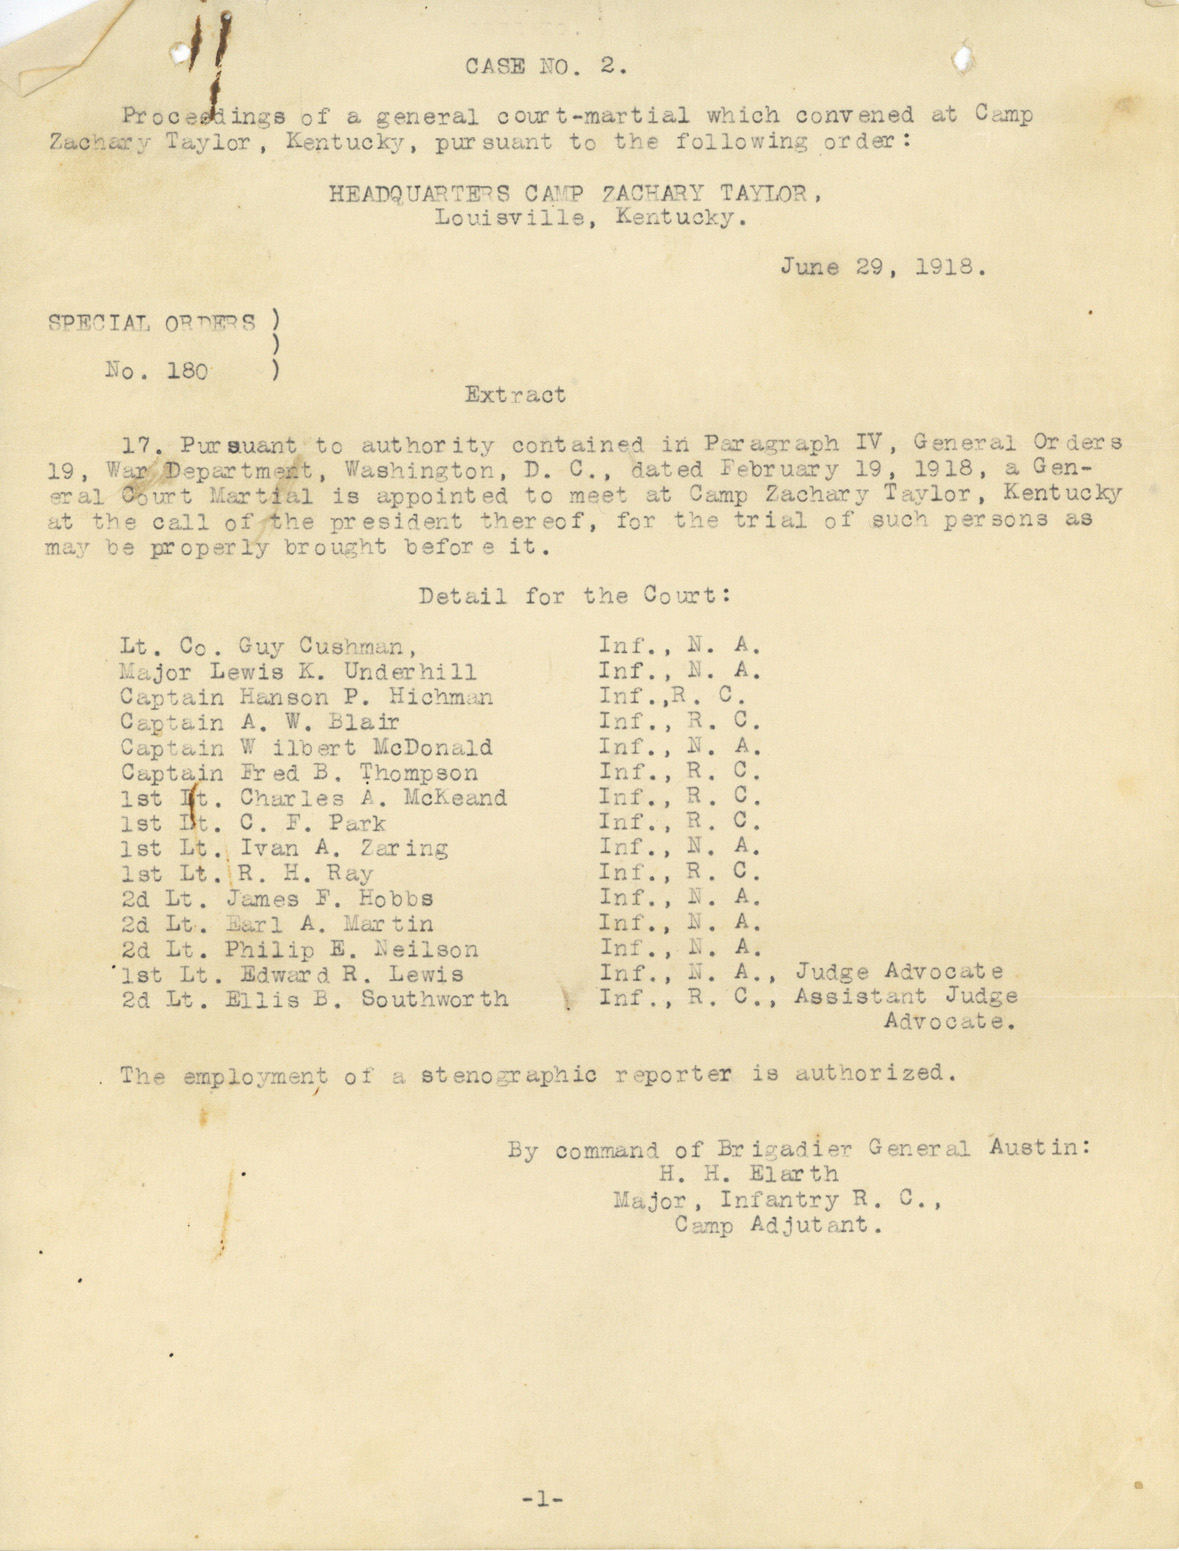 CASE NO. 2.
Proceedings of a general court-martial which convened at Camp
Zachary Taylor, Kentucky, pursuant to the following order:
HEADQUARTERS CAMP ZACHARY TAYLOR,
Louisville, Kentucky.
June 29, 1918.
SPECIAL ORDERS )
)
No. 180 )
Extract
17. Pursuant to authority contained in Paragraph IV, General Orders
19, War Department, Washington, D. C., dated February 19, 1918, a Gen-
eral Court Martial is appointed to meet at Camp Zachary Taylor, Kentucky
at the call of the president thereof, for the trial of such persons as
may be properly brought before it.
Detail for the Court:
Lt. Co. Guy Cushman, Inf., N. A.
Major Lewis K. Underhill Inf., N. A.
Captain Hanson P. Hichman Inf.,R. C.
Captain A. W. Blair Inf., R. C.
Captain W ilbert McDonald Inf., N. A.
Captain Fred B. Thompson Inf., R. C.
1st Lt. Charles A. McKeand Inf., R. C.
1st Lt. C. F. Park Inf., R. C.
1st Lt. Ivan A. Zaring Inf., N. A.
1st Lt. R. H. Ray Inf., R. C.
2d Lt. James F. Hobbs Inf., N. A.
2d Lt. Earl A. Martin Inf., N. A.
2d Lt. Philip E. Neilson Inf., N. A.
1st Lt. Edward R. Lewis Inf., N. A., Judge Advocate
2d Lt. Ellis B. Southworth Inf., R. C., Assistant Judge
Advocate.
The employment of a stenographic reporter is authorized.
By command of Brigadier General Austin:
H. H. Elarth
Major, Infantry R. C.,
Camp Adjutant.
-1-